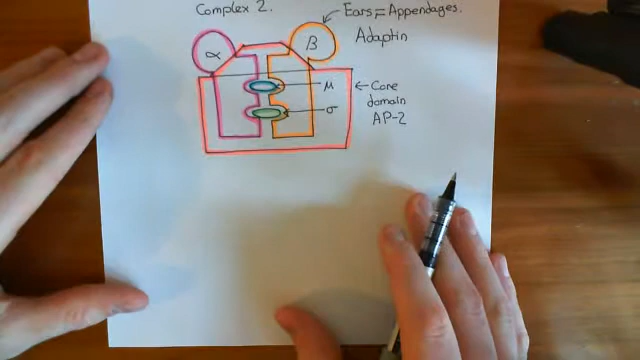 Complex 2.
Ears = Appendages.
Adaptin
α
β
μ
σ
← Core
domain
AP-2